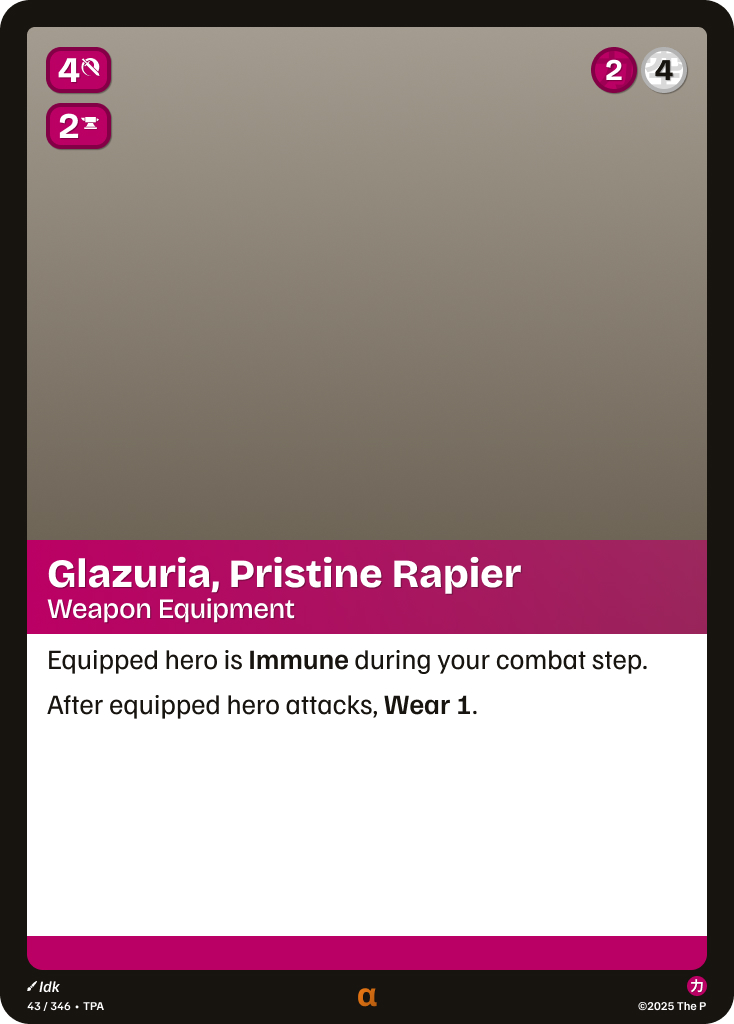 4
2 4
2
Glazuria, Pristine Rapier
Weapon Equipment
Equipped hero is Immune during your combat step.
After equipped hero attacks, Wear 1.
Idk
43 / 346 • TPA
α
力
©2025 The P